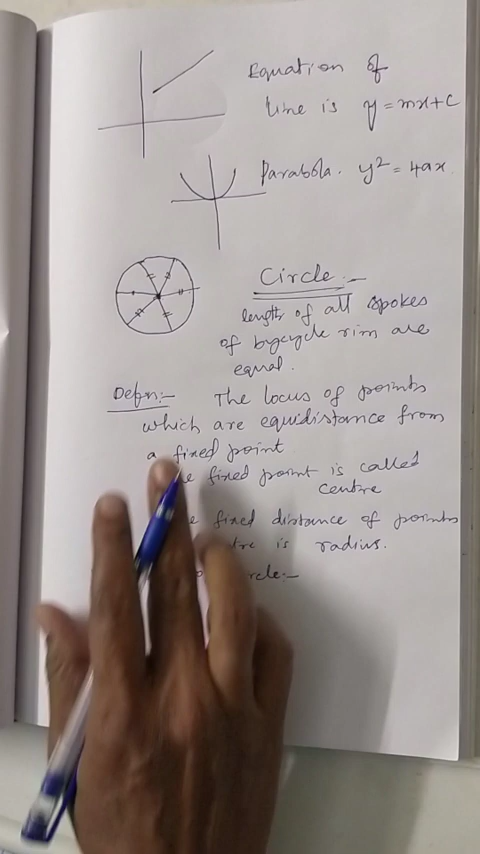 Equation of
line is y = mx+c
Parabola. y² = 4ax.
Circle :-
length of all spokes
of bycycle rim are
equal.
Defn:- The locus of points
which are equidistance from
a fixed point
fixed point is called
centre
fixed distance of points
is radius.